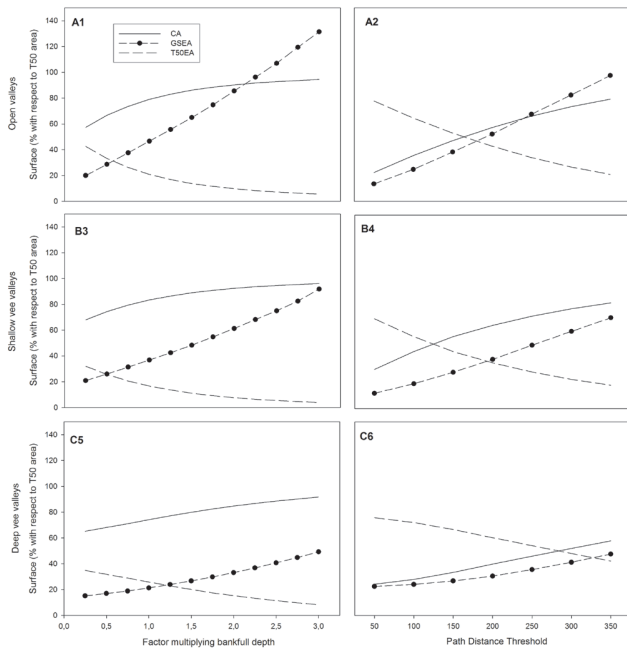 A1
CA
GSEA
T50EA
A2
140
120
100
80
60
40
20
0
Open valleys
Surface (% with respect to T50 area)
B3
B4
140
120
100
80
60
40
20
0
Shallow vee valleys
Surface (% with respect to T50 area)
C5
C6
140
120
100
80
60
40
20
0
Deep vee valleys
Surface (% with respect to T50 area)
0,0 0,5 1,0 1,5 2,0 2,5 3,0
50 100 150 200 250 300 350
Factor multiplying bankfull depth
Path Distance Threshold